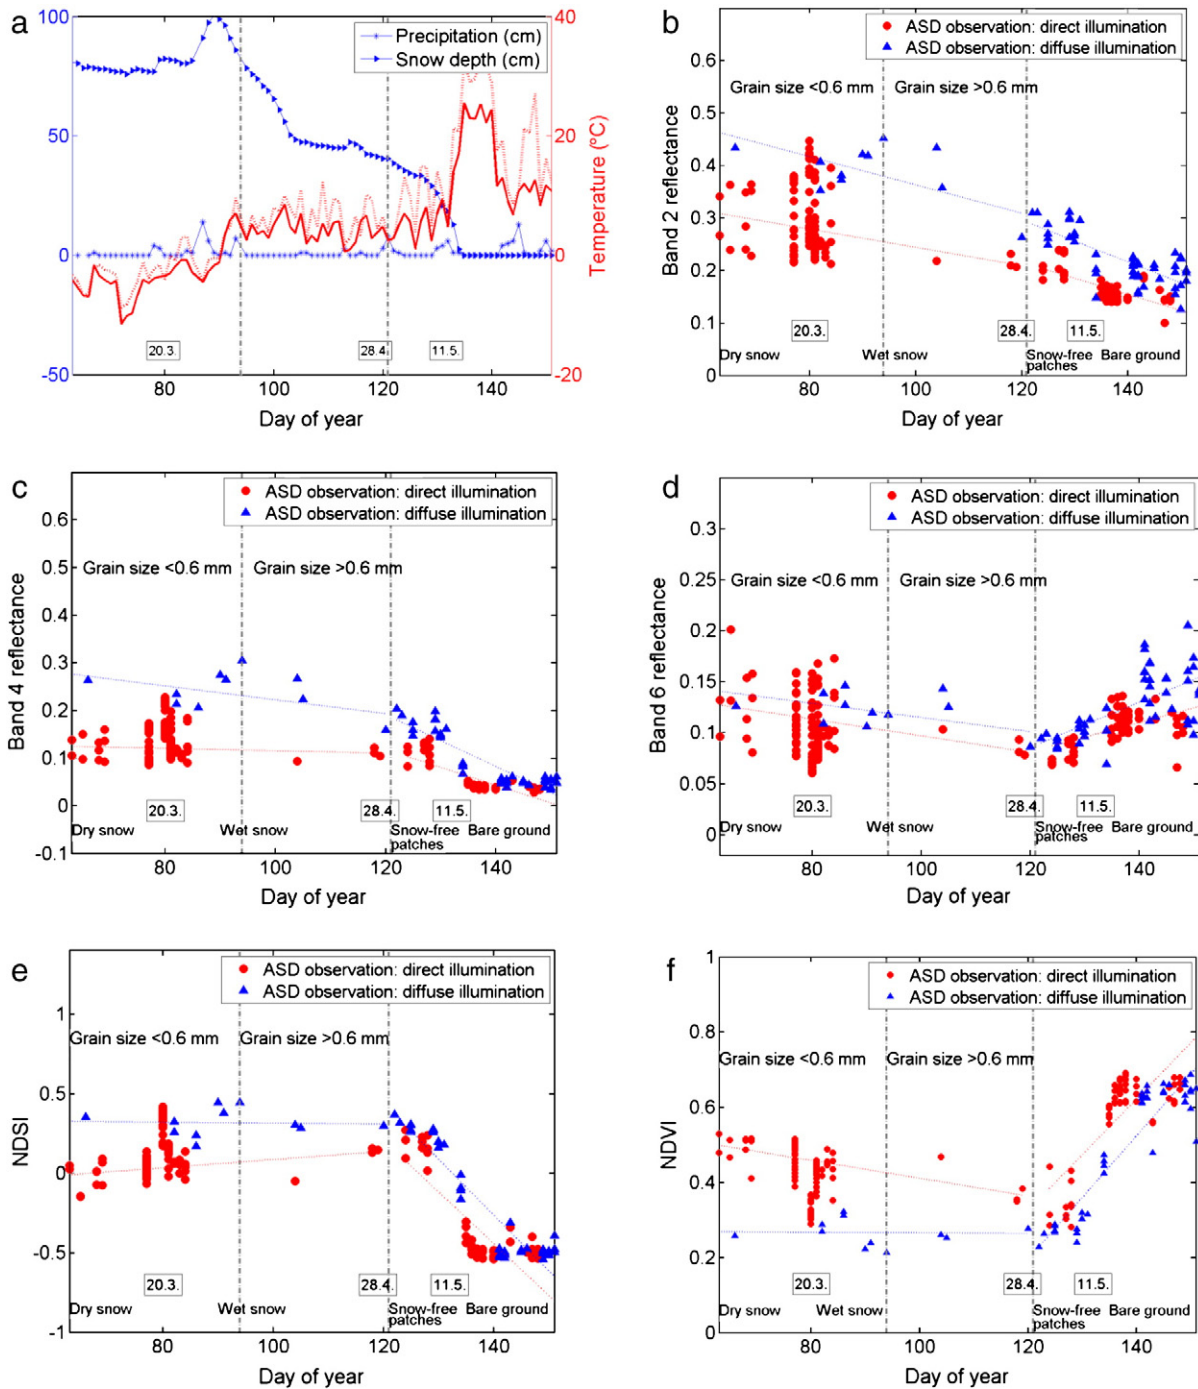 a
100
50
0
-50
40
20
0
-20
Temperature (°C)
Precipitation (cm)
Snow depth (cm)
20.3.
28.4.
11.5.
80
100
120
140
Day of year
b
ASD observation: direct illumination
ASD observation: diffuse illumination
Band 2 reflectance
0.6
0.5
0.4
0.3
0.2
0.1
0
Grain size <0.6 mm
Grain size >0.6 mm
20.3.
28.4.
11.5.
Dry snow
Wet snow
Snow-free
patches
Bare ground
80
100
120
140
Day of year
c
ASD observation: direct illumination
ASD observation: diffuse illumination
Band 4 reflectance
0.6
0.5
0.4
0.3
0.2
0.1
0
-0.1
Grain size <0.6 mm
Grain size >0.6 mm
20.3.
28.4.
11.5.
Dry snow
Wet snow
Snow-free
patches
Bare ground
80
100
120
140
Day of year
d
ASD observation: direct illumination
ASD observation: diffuse illumination
Band 6 reflectance
0.3
0.25
0.2
0.15
0.1
0.05
0
Grain size <0.6 mm
Grain size >0.6 mm
20.3.
28.4.
11.5.
Dry snow
Wet snow
Snow-free
patches
Bare ground
80
100
120
140
Day of year
e
ASD observation: direct illumination
ASD observation: diffuse illumination
NDSI
1
0.5
0
-0.5
-1
Grain size <0.6 mm
Grain size >0.6 mm
20.3.
28.4.
11.5.
Dry snow
Wet snow
Snow-free
patches
Bare ground
80
100
120
140
Day of year
f
ASD observation: direct illumination
ASD observation: diffuse illumination
NDVI
1
0.8
0.6
0.4
0.2
0
Grain size <0.6 mm
Grain size >0.6 mm
20.3.
28.4.
11.5.
Dry snow
Wet snow
Snow-free
patches
Bare ground
80
100
120
140
Day of year